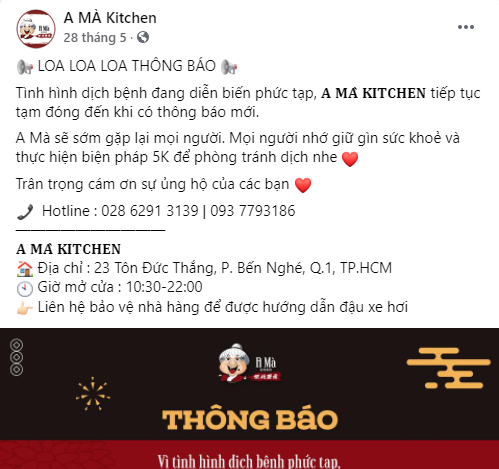 A MÀ Kitchen
28 tháng 5
LOA LOA LOA THÔNG BÁO
Tình hình dịch bệnh đang diễn biến phức tạp, A MÀ KITCHEN tiếp tục
tạm đóng đến khi có thông báo mới.
A Mà sẽ sớm gặp lại mọi người. Mọi người nhớ giữ gìn sức khoẻ và
thực hiện biện pháp 5K để phòng tránh dịch nhe
Trân trọng cám ơn sự ủng hộ của các bạn
Hotline : 028 6291 3139 | 093 7793186
A MÀ KITCHEN
Địa chỉ : 23 Tôn Đức Thắng, P. Bến Nghé, Q.1, TP.HCM
Giờ mở cửa : 10:30-22:00
Liên hệ bảo vệ nhà hàng để được hướng dẫn đậu xe hơi
A Mà
THÔNG BÁO
Vì tình hình dịch bệnh phức tạp,